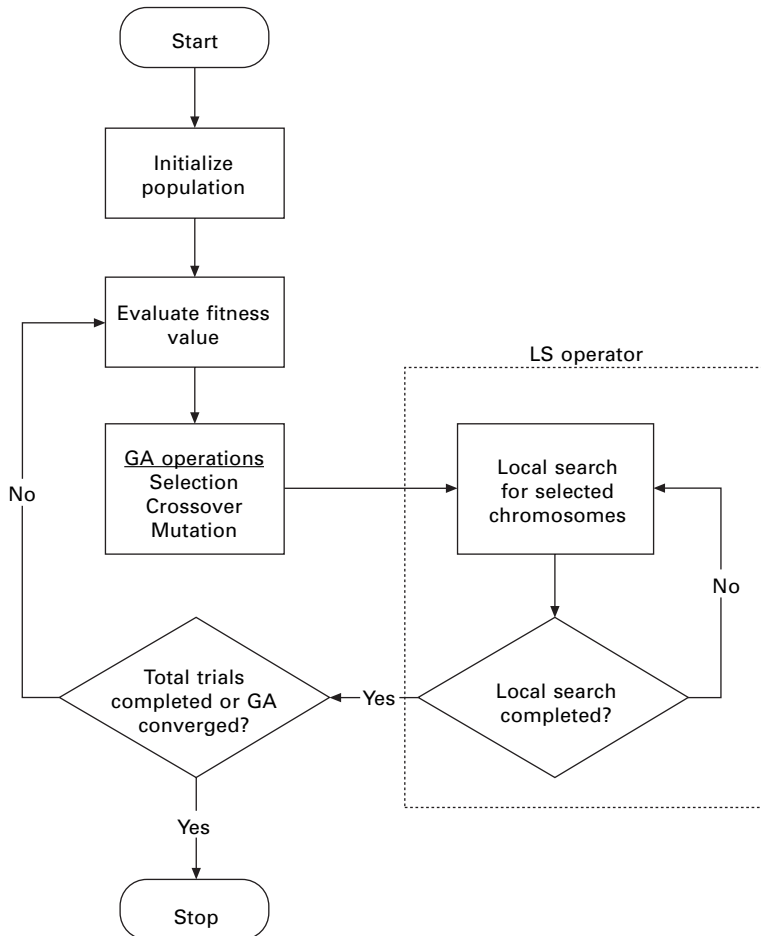 Start
Initialize
population
Evaluate fitness
value
LS operator
GA operations
Selection
Crossover
Mutation
Local search
for selected
chromosomes
No
No
Total trials
completed or GA
converged?
Yes
Local search
completed?
Yes
Stop